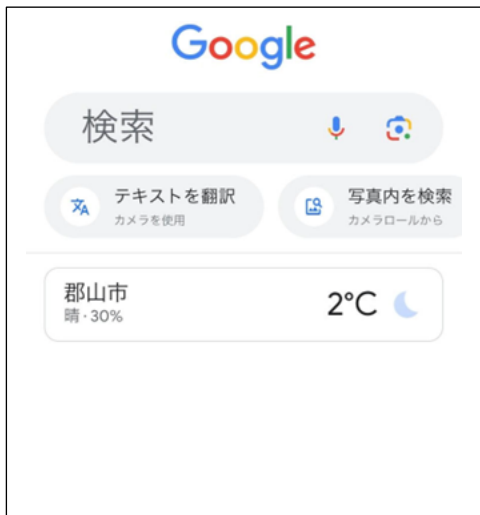 Google
検索
テキストを翻訳
カメラを使用
写真内を検索
カメラロールから
郡山市
晴·30%
2°C